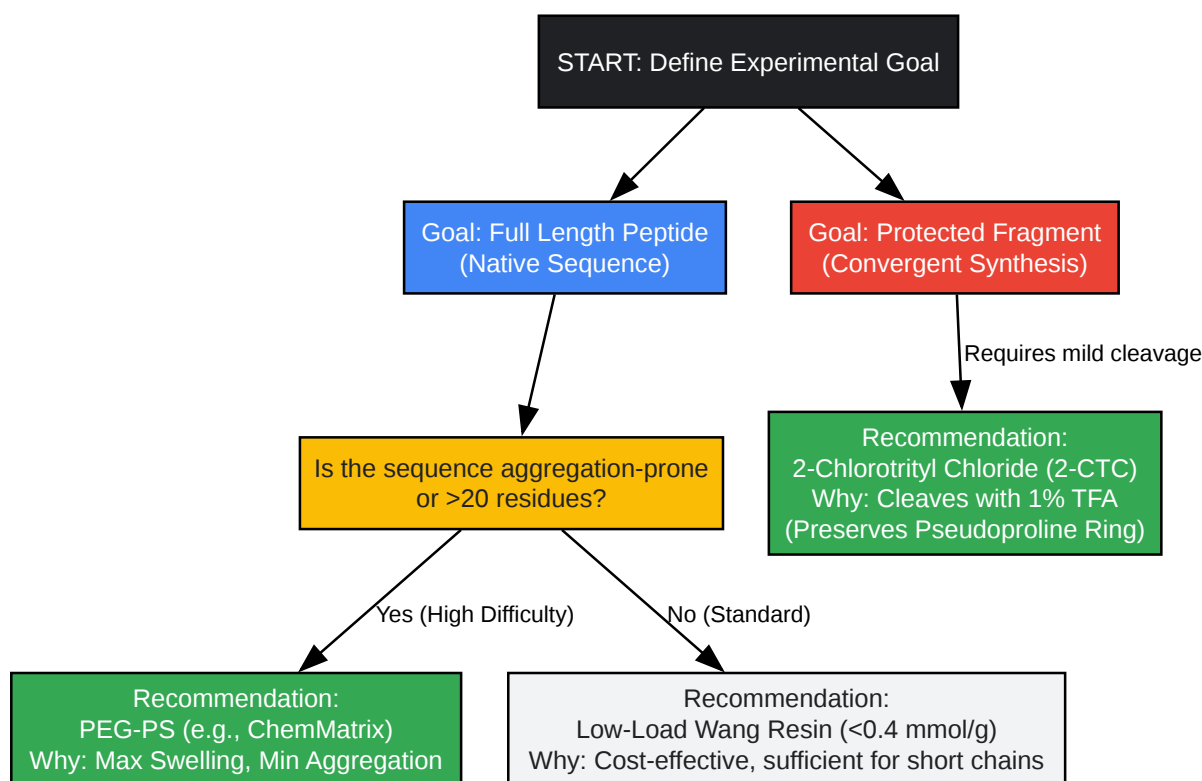 START: Define Experimental Goal
Goal: Full Length Peptide
(Native Sequence)
Goal: Protected Fragment
(Convergent Synthesis)
Requires mild cleavage
Is the sequence aggregation-prone
or >20 residues?
Recommendation:
2-Chlorotrityl Chloride (2-CTC)
Why: Cleaves with 1% TFA
(Preserves Pseudoproline Ring)
Yes (High Difficulty)
No (Standard)
Recommendation:
PEG-PS (e.g., ChemMatrix)
Why: Max Swelling, Min Aggregation
Recommendation:
Low-Load Wang Resin (<0.4 mmol/g)
Why: Cost-effective, sufficient for short chains